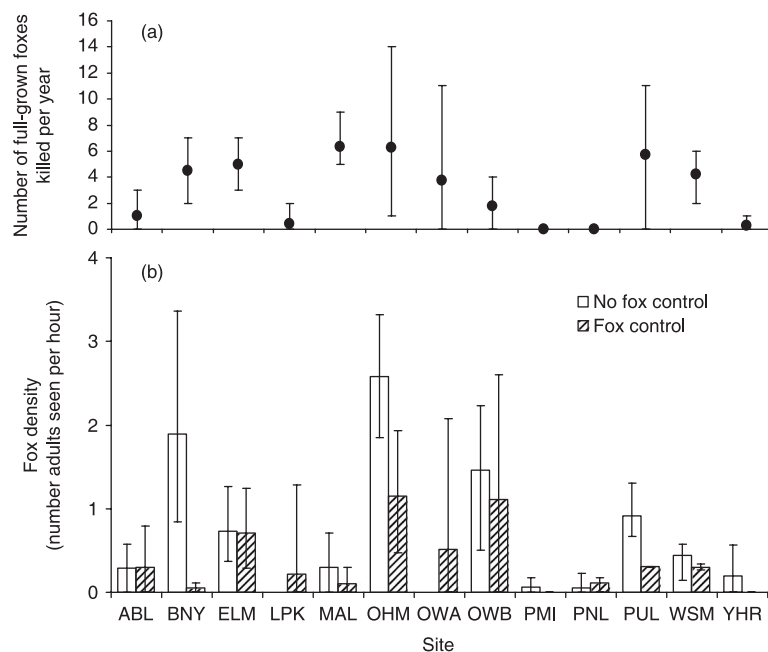 16
14
12
10
8
6
4
2
0
Number of full-grown foxes
killed per year
(a)
4
3
2
1
0
Fox density
(number adults seen per hour)
(b)
No fox control
Fox control
ABL BNY ELM LPK MAL OHM OWA OWB PMI PNL PUL WSM YHR
Site